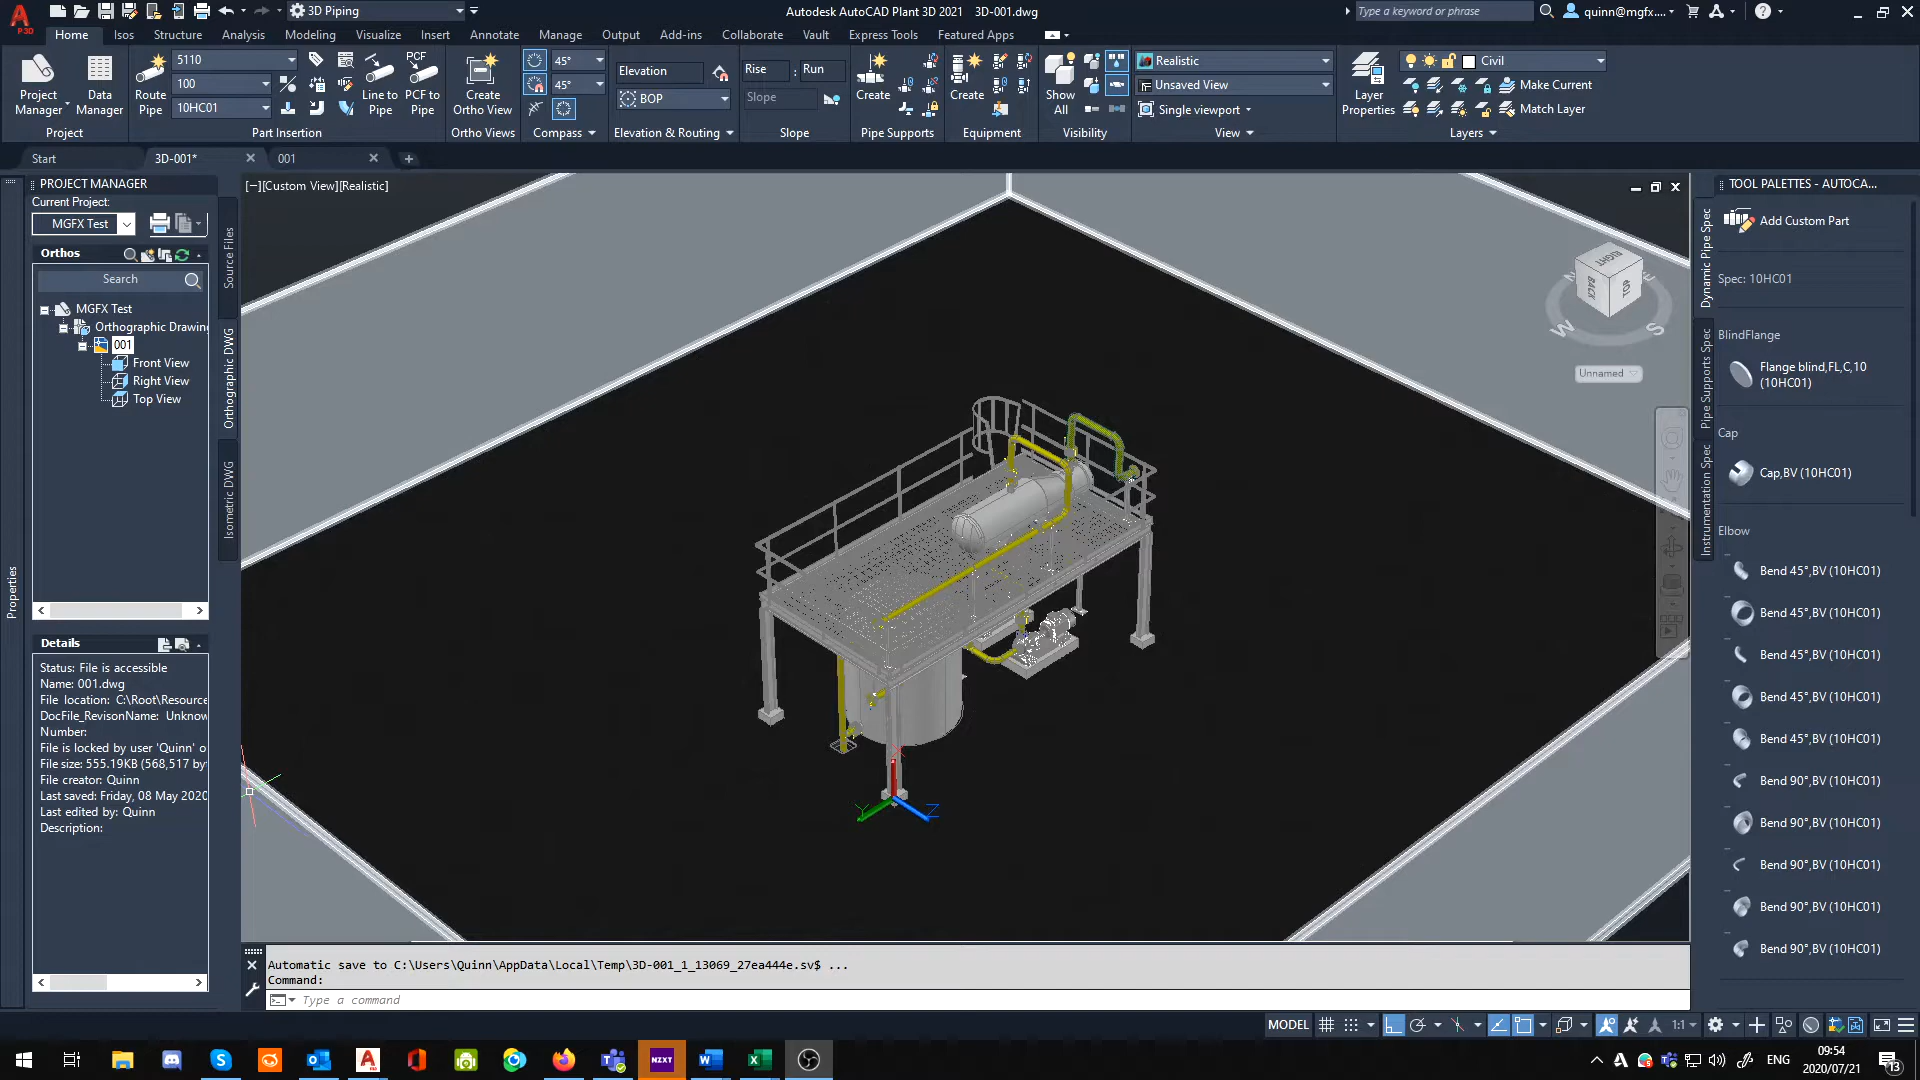 P3D
3D Piping
Autodesk AutoCAD Plant 3D 2021 3D-001.dwg
Type a keyword or phrase
quinn@mgfx....
Home Isos Structure Analysis Modeling Visualize Insert Annotate Manage Output Add-ins Collaborate Vault Express Tools Featured Apps
Project Manager
Data Manager
Route Pipe
5110
100
10HC01
Line to Pipe
PCF
PCF to Pipe
Create Ortho View
45°
45°
Elevation
BOP
Rise : Run
Slope
Create
Create
Show All
Realistic
Unsaved View
Single viewport
Layer Properties
Civil
Make Current
Match Layer
Project Part Insertion Ortho Views Compass Elevation & Routing Slope Pipe Supports Equipment Visibility View Layers
Start 3D-001* 001
PROJECT MANAGER
Current Project:
MGFX Test
Orthos
Search
MGFX Test
Orthographic Drawing
001
Front View
Right View
Top View
Source Files
Orthographic DWG
Isometric DWG
Properties
Details
Status: File is accessible
Name: 001.dwg
File location: C:\Root\Resource
DocFile_RevisonName: Unknow
Number:
File is locked by user 'Quinn' o
File size: 555.19KB (568,517 by
File creator: Quinn
Last saved: Friday, 08 May 2020
Last edited by: Quinn
Description:
[−][Custom View][Realistic]
RIGHT
BACK
TOP
N
E
W
S
Unnamed
X
Y
Z
TOOL PALETTES - AUTOCA...
Dynamic Pipe Spec
Pipe Supports Spec
Instrumentation Spec
Add Custom Part
Spec: 10HC01
BlindFlange
Flange blind,FL,C,10
(10HC01)
Cap
Cap,BV (10HC01)
Elbow
Bend 45°,BV (10HC01)
Bend 45°,BV (10HC01)
Bend 45°,BV (10HC01)
Bend 45°,BV (10HC01)
Bend 45°,BV (10HC01)
Bend 90°,BV (10HC01)
Bend 90°,BV (10HC01)
Bend 90°,BV (10HC01)
Bend 90°,BV (10HC01)
Bend 90°,BV (10HC01)
Automatic save to C:\Users\Quinn\AppData\Local\Temp\3D-001_1_13069_27ea444e.sv$ ...
Command:
Type a command
MODEL
1:1
NZXT
ENG
09:54
2020/07/21
13